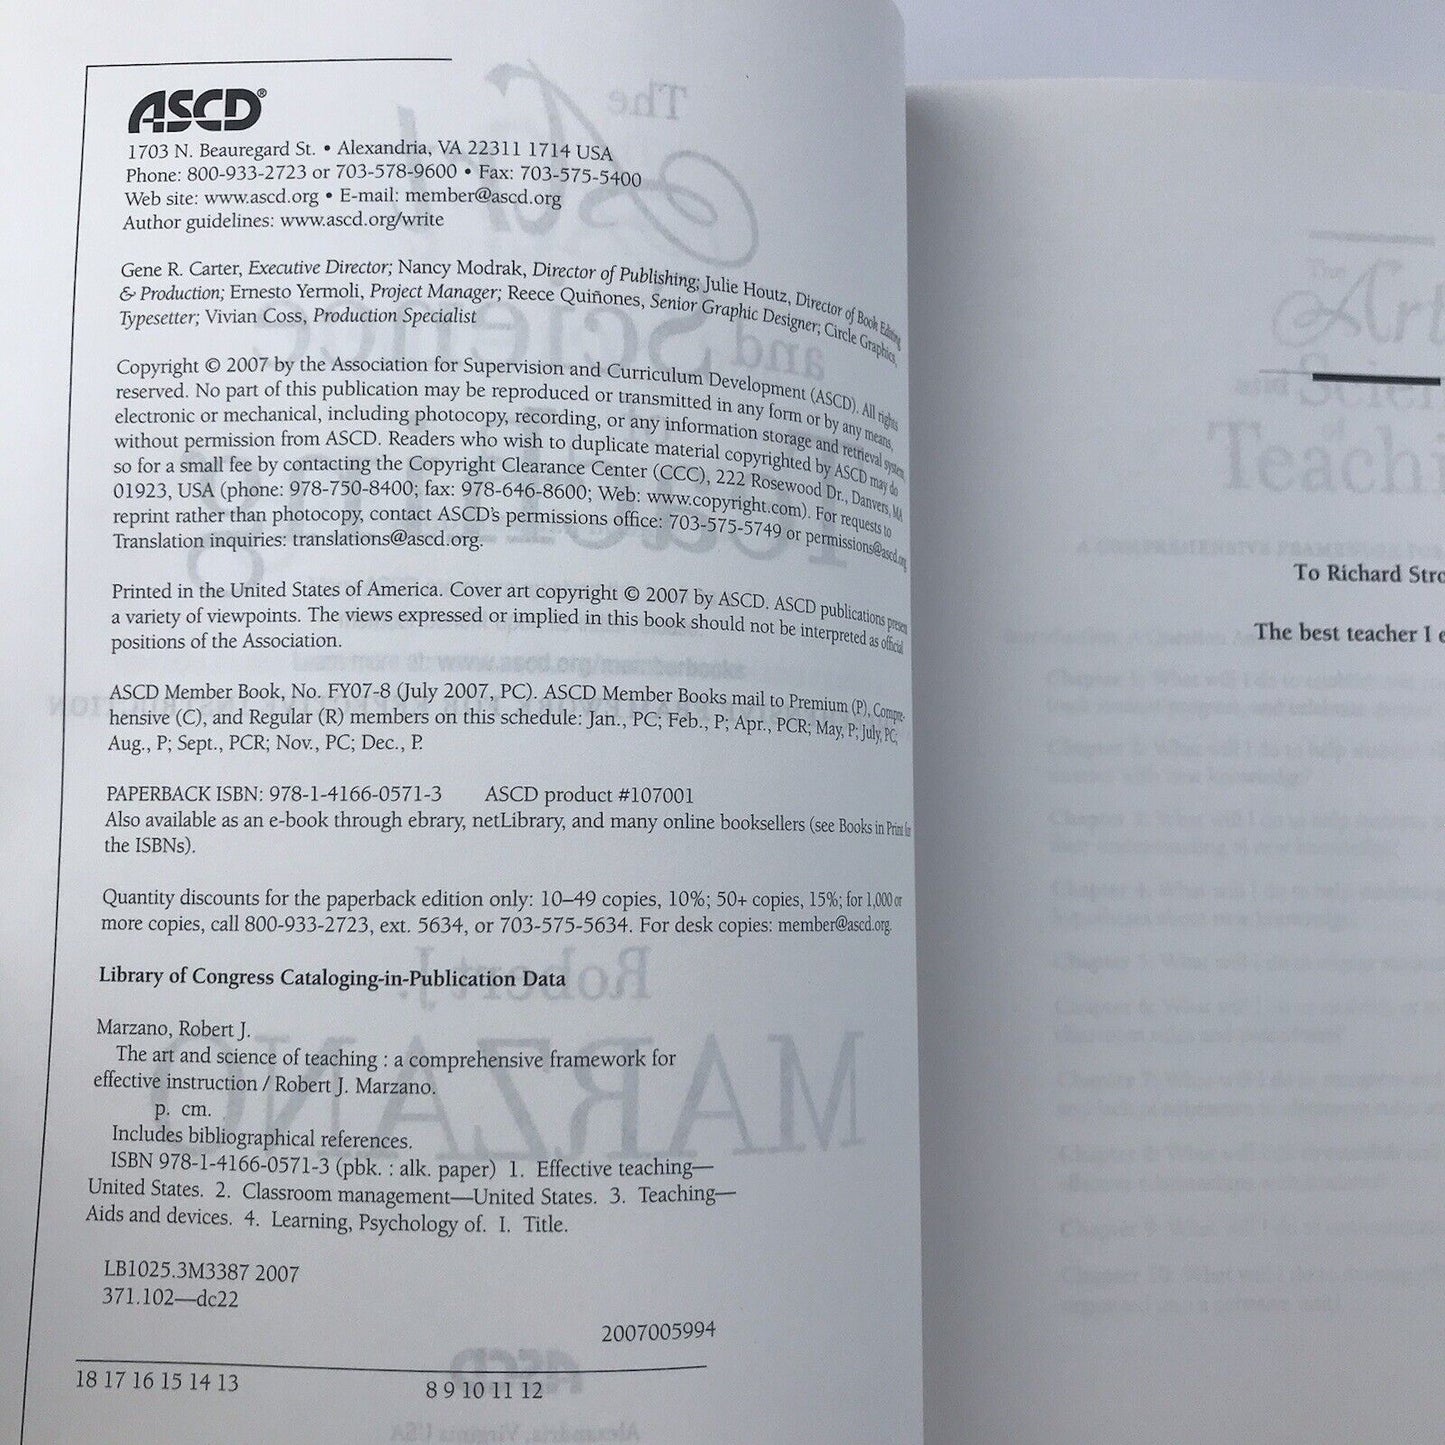 ASCD®
1703 N. Beauregard St. • Alexandria, VA 22311 1714 USA
Phone: 800-933-2723 or 703-578-9600 • Fax: 703-575-5400
Web site: www.ascd.org • E-mail: member@ascd.org
Author guidelines: www.ascd.org/write
Gene R. Carter, Executive Director; Nancy Modrak, Director of Publishing; Julie Houtz, Director of Book Editing
& Production; Ernesto Yermoli, Project Manager; Reece Quiñones, Senior Graphic Designer; Circle Graphics,
Typesetter; Vivian Coss, Production Specialist
Copyright © 2007 by the Association for Supervision and Curriculum Development (ASCD). All rights
reserved. No part of this publication may be reproduced or transmitted in any form or by any means,
electronic or mechanical, including photocopy, recording, or any information storage and retrieval system,
without permission from ASCD. Readers who wish to duplicate material copyrighted by ASCD may do
so for a small fee by contacting the Copyright Clearance Center (CCC), 222 Rosewood Dr., Danvers, MA
01923, USA (phone: 978-750-8400; fax: 978-646-8600; Web: www.copyright.com). For requests to
reprint rather than photocopy, contact ASCD's permissions office: 703-575-5749 or permissions@ascd.org
Translation inquiries: translations@ascd.org.
Printed in the United States of America. Cover art copyright © 2007 by ASCD. ASCD publications present
a variety of viewpoints. The views expressed or implied in this book should not be interpreted as official
positions of the Association.
ASCD Member Book, No. FY07-8 (July 2007, PC). ASCD Member Books mail to Premium (P), Compre-
hensive (C), and Regular (R) members on this schedule: Jan., PC; Feb., P; Apr., PCR; May, P; July, PC;
Aug., P; Sept., PCR; Nov., PC; Dec., P.
PAPERBACK ISBN: 978-1-4166-0571-3 ASCD product #107001
Also available as an e-book through ebrary, netLibrary, and many online booksellers (see Books in Print for
the ISBNs).
Quantity discounts for the paperback edition only: 10–49 copies, 10%; 50+ copies, 15%; for 1,000 or
more copies, call 800-933-2723, ext. 5634, or 703-575-5634. For desk copies: member@ascd.org.
Library of Congress Cataloging-in-Publication Data
Marzano, Robert J.
The art and science of teaching : a comprehensive framework for
effective instruction / Robert J. Marzano.
p. cm.
Includes bibliographical references.
ISBN 978-1-4166-0571-3 (pbk. : alk. paper) 1. Effective teaching—
United States. 2. Classroom management—United States. 3. Teaching—
Aids and devices. 4. Learning, Psychology of. I. Title.
LB1025.3M3387 2007
371.102—dc22
2007005994
18 17 16 15 14 13 8 9 10 11 12
To Richard Stro
The best teacher I e